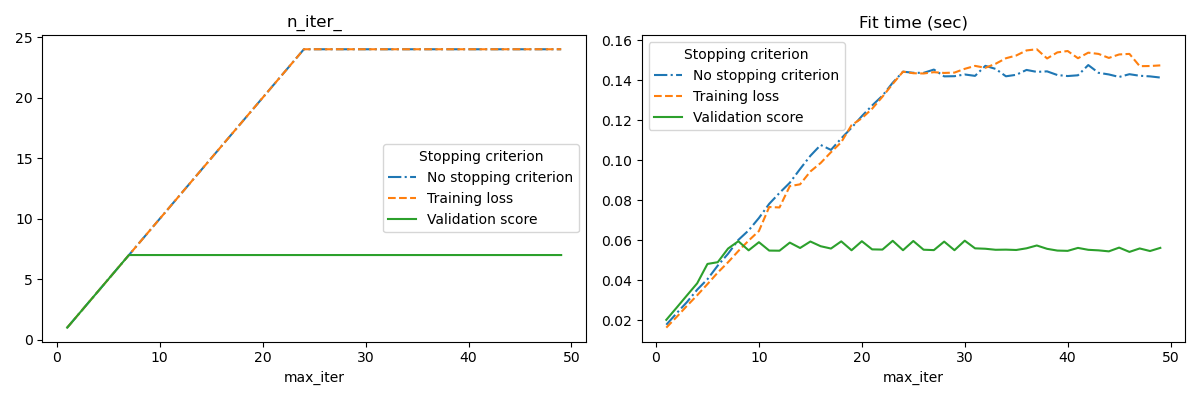 n_iter_
25
20
15
10
5
0
Stopping criterion
No stopping criterion
Training loss
Validation score
0 10 20 30 40 50
max_iter
Fit time (sec)
0.16
0.14
0.12
0.10
0.08
0.06
0.04
0.02
Stopping criterion
No stopping criterion
Training loss
Validation score
0 10 20 30 40 50
max_iter